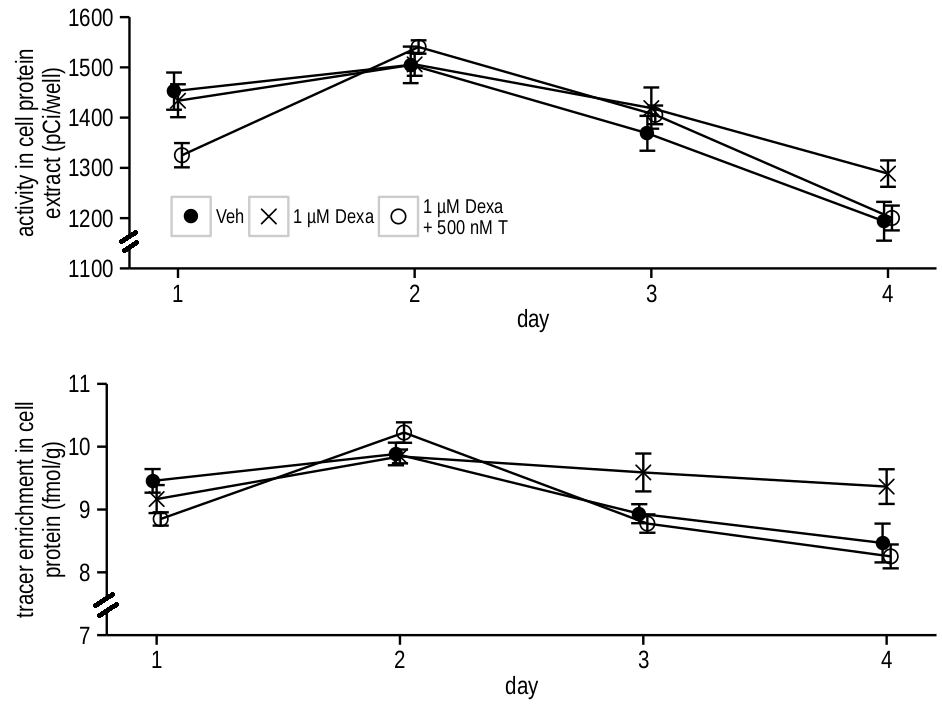 activity in cell protein
extract (pCi/well)
1600
1500
1400
1300
1200
1100
Veh
1 µM Dexa
1 µM Dexa
+ 500 nM T
1 2 3 4
day
tracer enrichment in cell
protein (fmol/g)
11
10
9
8
7
1 2 3 4
day